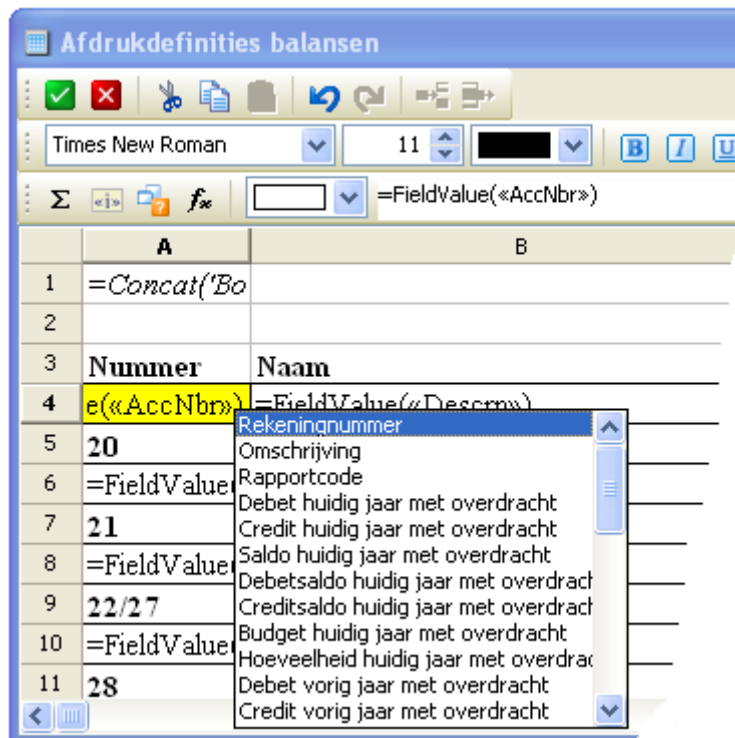 Afdrukdefinities balansen
Times New Roman 11 B I U
Σ «i» ? fx =FieldValue(«AccNbr»)
A B
1 =Concat('Bo
2
3 Nummer Naam
4 e(«AccNbr») =FieldValue(«Descrp»)
Rekeningnummer
5 20
Omschrijving
6 =FieldValue(
Rapportcode
Debet huidig jaar met overdracht
7 21
Credit huidig jaar met overdracht
8 =FieldValue(
Saldo huidig jaar met overdracht
Debetsaldo huidig jaar met overdrach
9 22/27
Creditsaldo huidig jaar met overdrach
10 =FieldValue(
Budget huidig jaar met overdracht
Hoeveelheid huidig jaar met overdrac
11 28
Debet vorig jaar met overdracht
Credit vorig jaar met overdracht